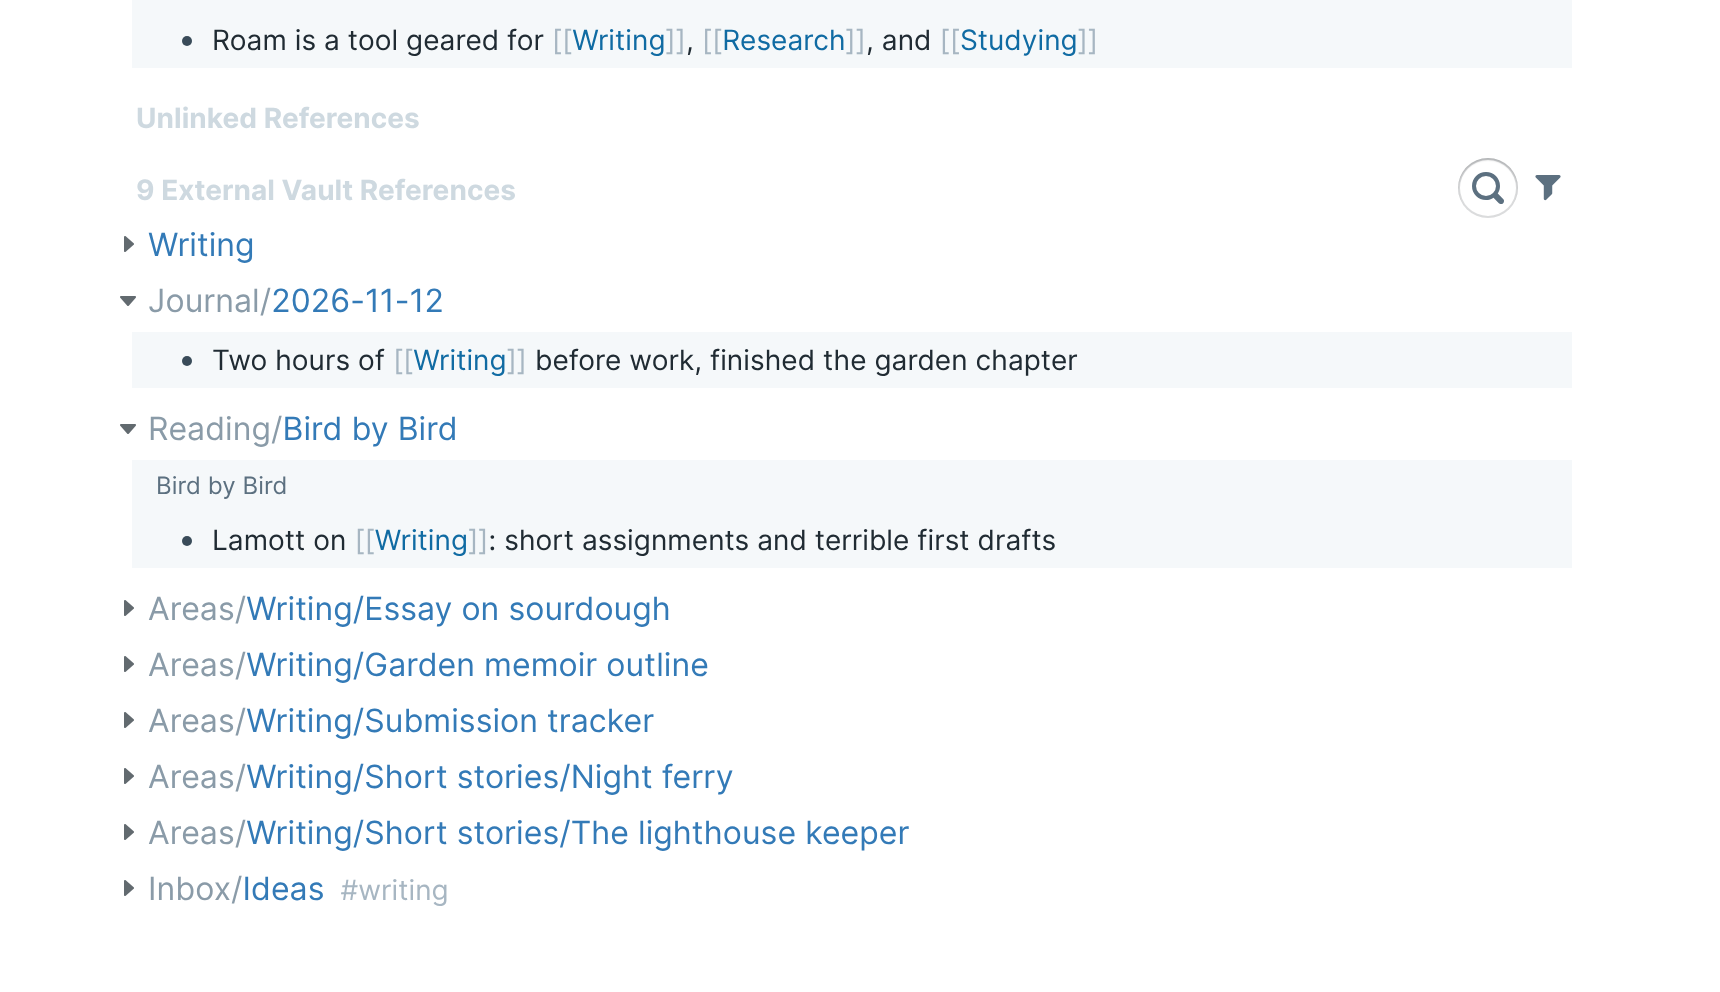 Roam is a tool geared for [[Writing]], [[Research]], and [[Studying]]
Unlinked References
9 External Vault References
Writing
Journal/2026-11-12
Two hours of [[Writing]] before work, finished the garden chapter
Reading/Bird by Bird
Bird by Bird
Lamott on [[Writing]]: short assignments and terrible first drafts
Areas/Writing/Essay on sourdough
Areas/Writing/Garden memoir outline
Areas/Writing/Submission tracker
Areas/Writing/Short stories/Night ferry
Areas/Writing/Short stories/The lighthouse keeper
Inbox/Ideas #writing